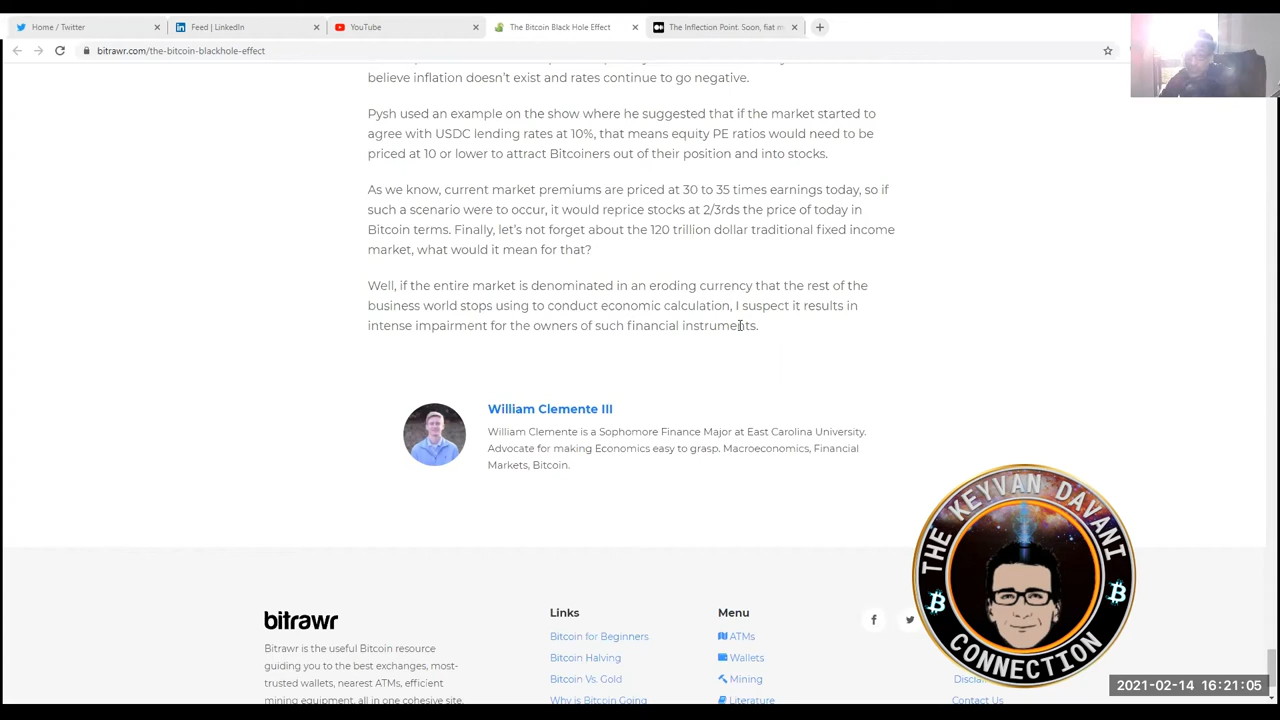 Home / Twitter
Feed | LinkedIn
YouTube
The Bitcoin Black Hole Effect
The Inflection Point: Soon, fiat m
bitrawr.com/the-bitcoin-blackhole-effect
believe inflation doesn't exist and rates continue to go negative.
Pysh used an example on the show where he suggested that if the market started to
agree with USDC lending rates at 10%, that means equity PE ratios would need to be
priced at 10 or lower to attract Bitcoiners out of their position and into stocks.
As we know, current market premiums are priced at 30 to 35 times earnings today, so if
such a scenario were to occur, it would reprice stocks at 2/3rds the price of today in
Bitcoin terms. Finally, let's not forget about the 120 trillion dollar traditional fixed income
market, what would it mean for that?
Well, if the entire market is denominated in an eroding currency that the rest of the
business world stops using to conduct economic calculation, I suspect it results in
intense impairment for the owners of such financial instruments.
William Clemente III
William Clemente is a Sophomore Finance Major at East Carolina University.
Advocate for making Economics easy to grasp. Macroeconomics, Financial
Markets, Bitcoin.
THE KEYVAN DAVANI
CONNECTION
bitrawr
Bitrawr is the useful Bitcoin resource
guiding you to the best exchanges, most-
trusted wallets, nearest ATMs, efficient
mining equipment, all in one cohesive site.
Links
Bitcoin for Beginners
Bitcoin Halving
Bitcoin Vs. Gold
Why is Bitcoin Going
Menu
ATMs
Wallets
Mining
Literature
Contact Us
2021-02-14 16:21:05